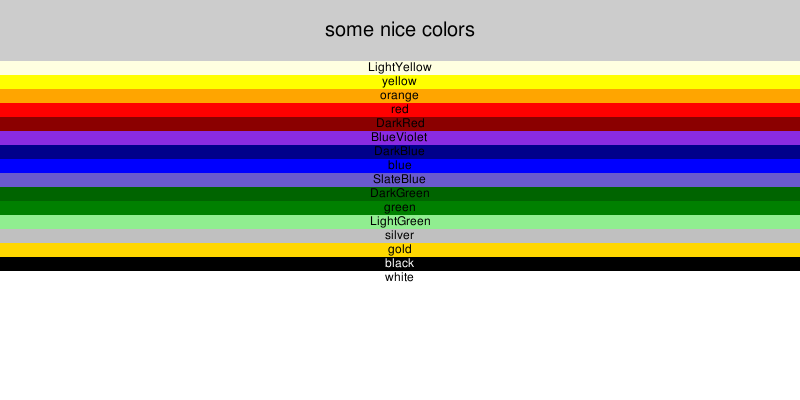 some nice colors
LightYellow
yellow
orange
red
DarkRed
BlueViolet
DarkBlue
blue
SlateBlue
DarkGreen
green
LightGreen
silver
gold
black
white